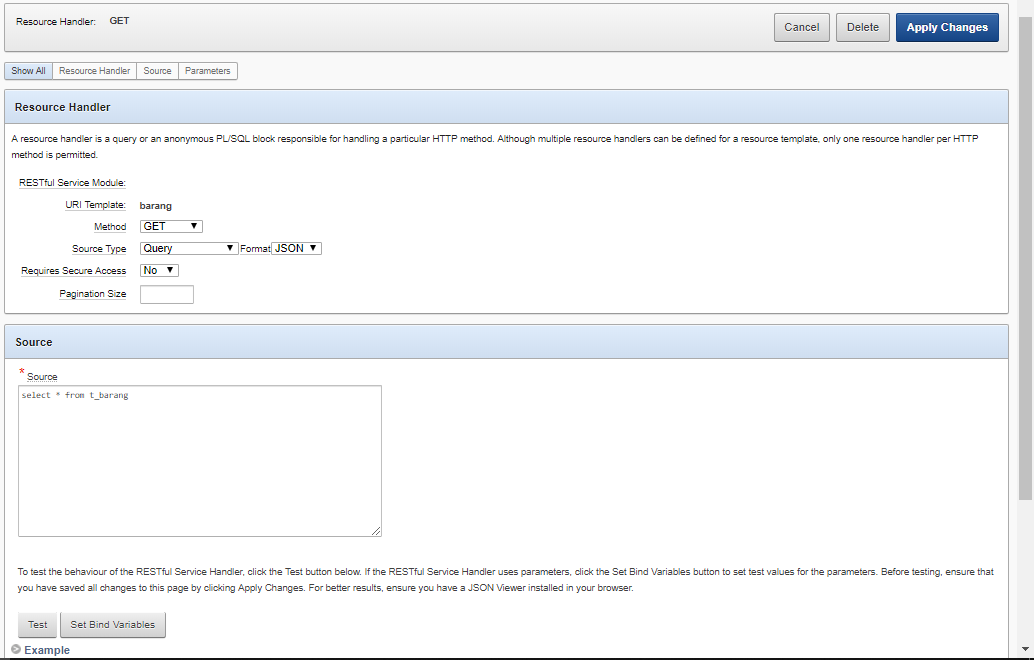 Resource Handler: GET
Cancel Delete Apply Changes
Show All Resource Handler Source Parameters
Resource Handler
A resource handler is a query or an anonymous PL/SQL block responsible for handling a particular HTTP method. Although multiple resource handlers can be defined for a resource template, only one resource handler per HTTP
method is permitted.
RESTful Service Module:
URI Template: barang
Method GET
Source Type Query Format JSON
Requires Secure Access No
Pagination Size
Source
* Source
select * from t_barang
To test the behaviour of the RESTful Service Handler, click the Test button below. If the RESTful Service Handler uses parameters, click the Set Bind Variables button to set test values for the parameters. Before testing, ensure that
you have saved all changes to this page by clicking Apply Changes. For better results, ensure you have a JSON Viewer installed in your browser.
Test Set Bind Variables
Example